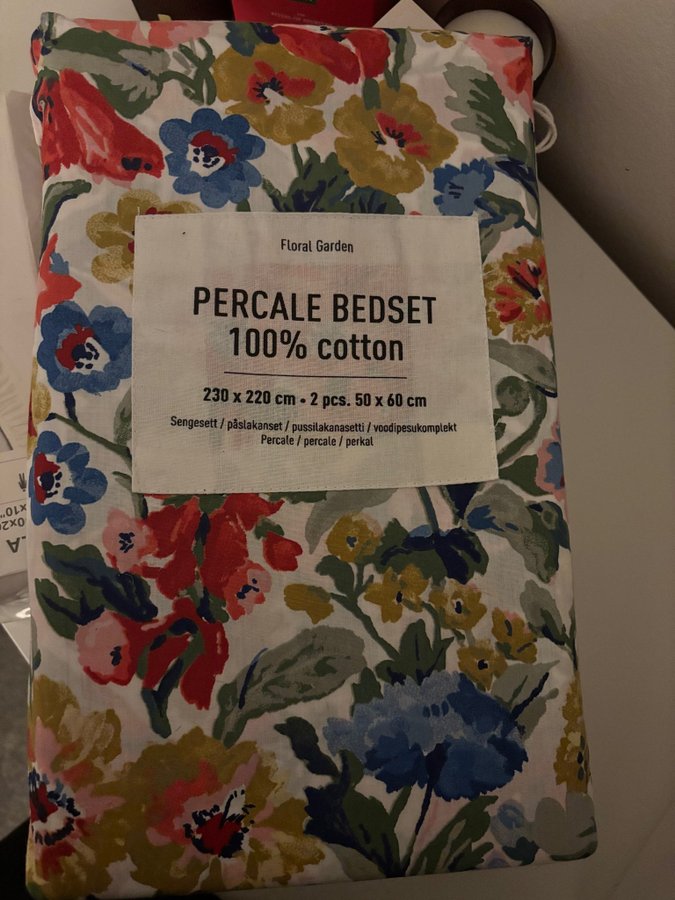 Floral Garden
PERCALE BEDSET
100% cotton
230 x 220 cm • 2 pcs. 50 x 60 cm
Sengesett / påslakanset / pussilakanasetti / voodipesukomplekt
Percale / percale / perkal